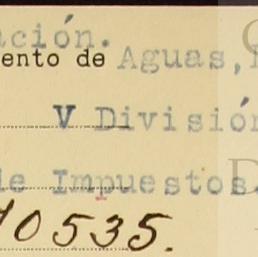 ación.
ento de Aguas,
V División
de Impuestos
10535.